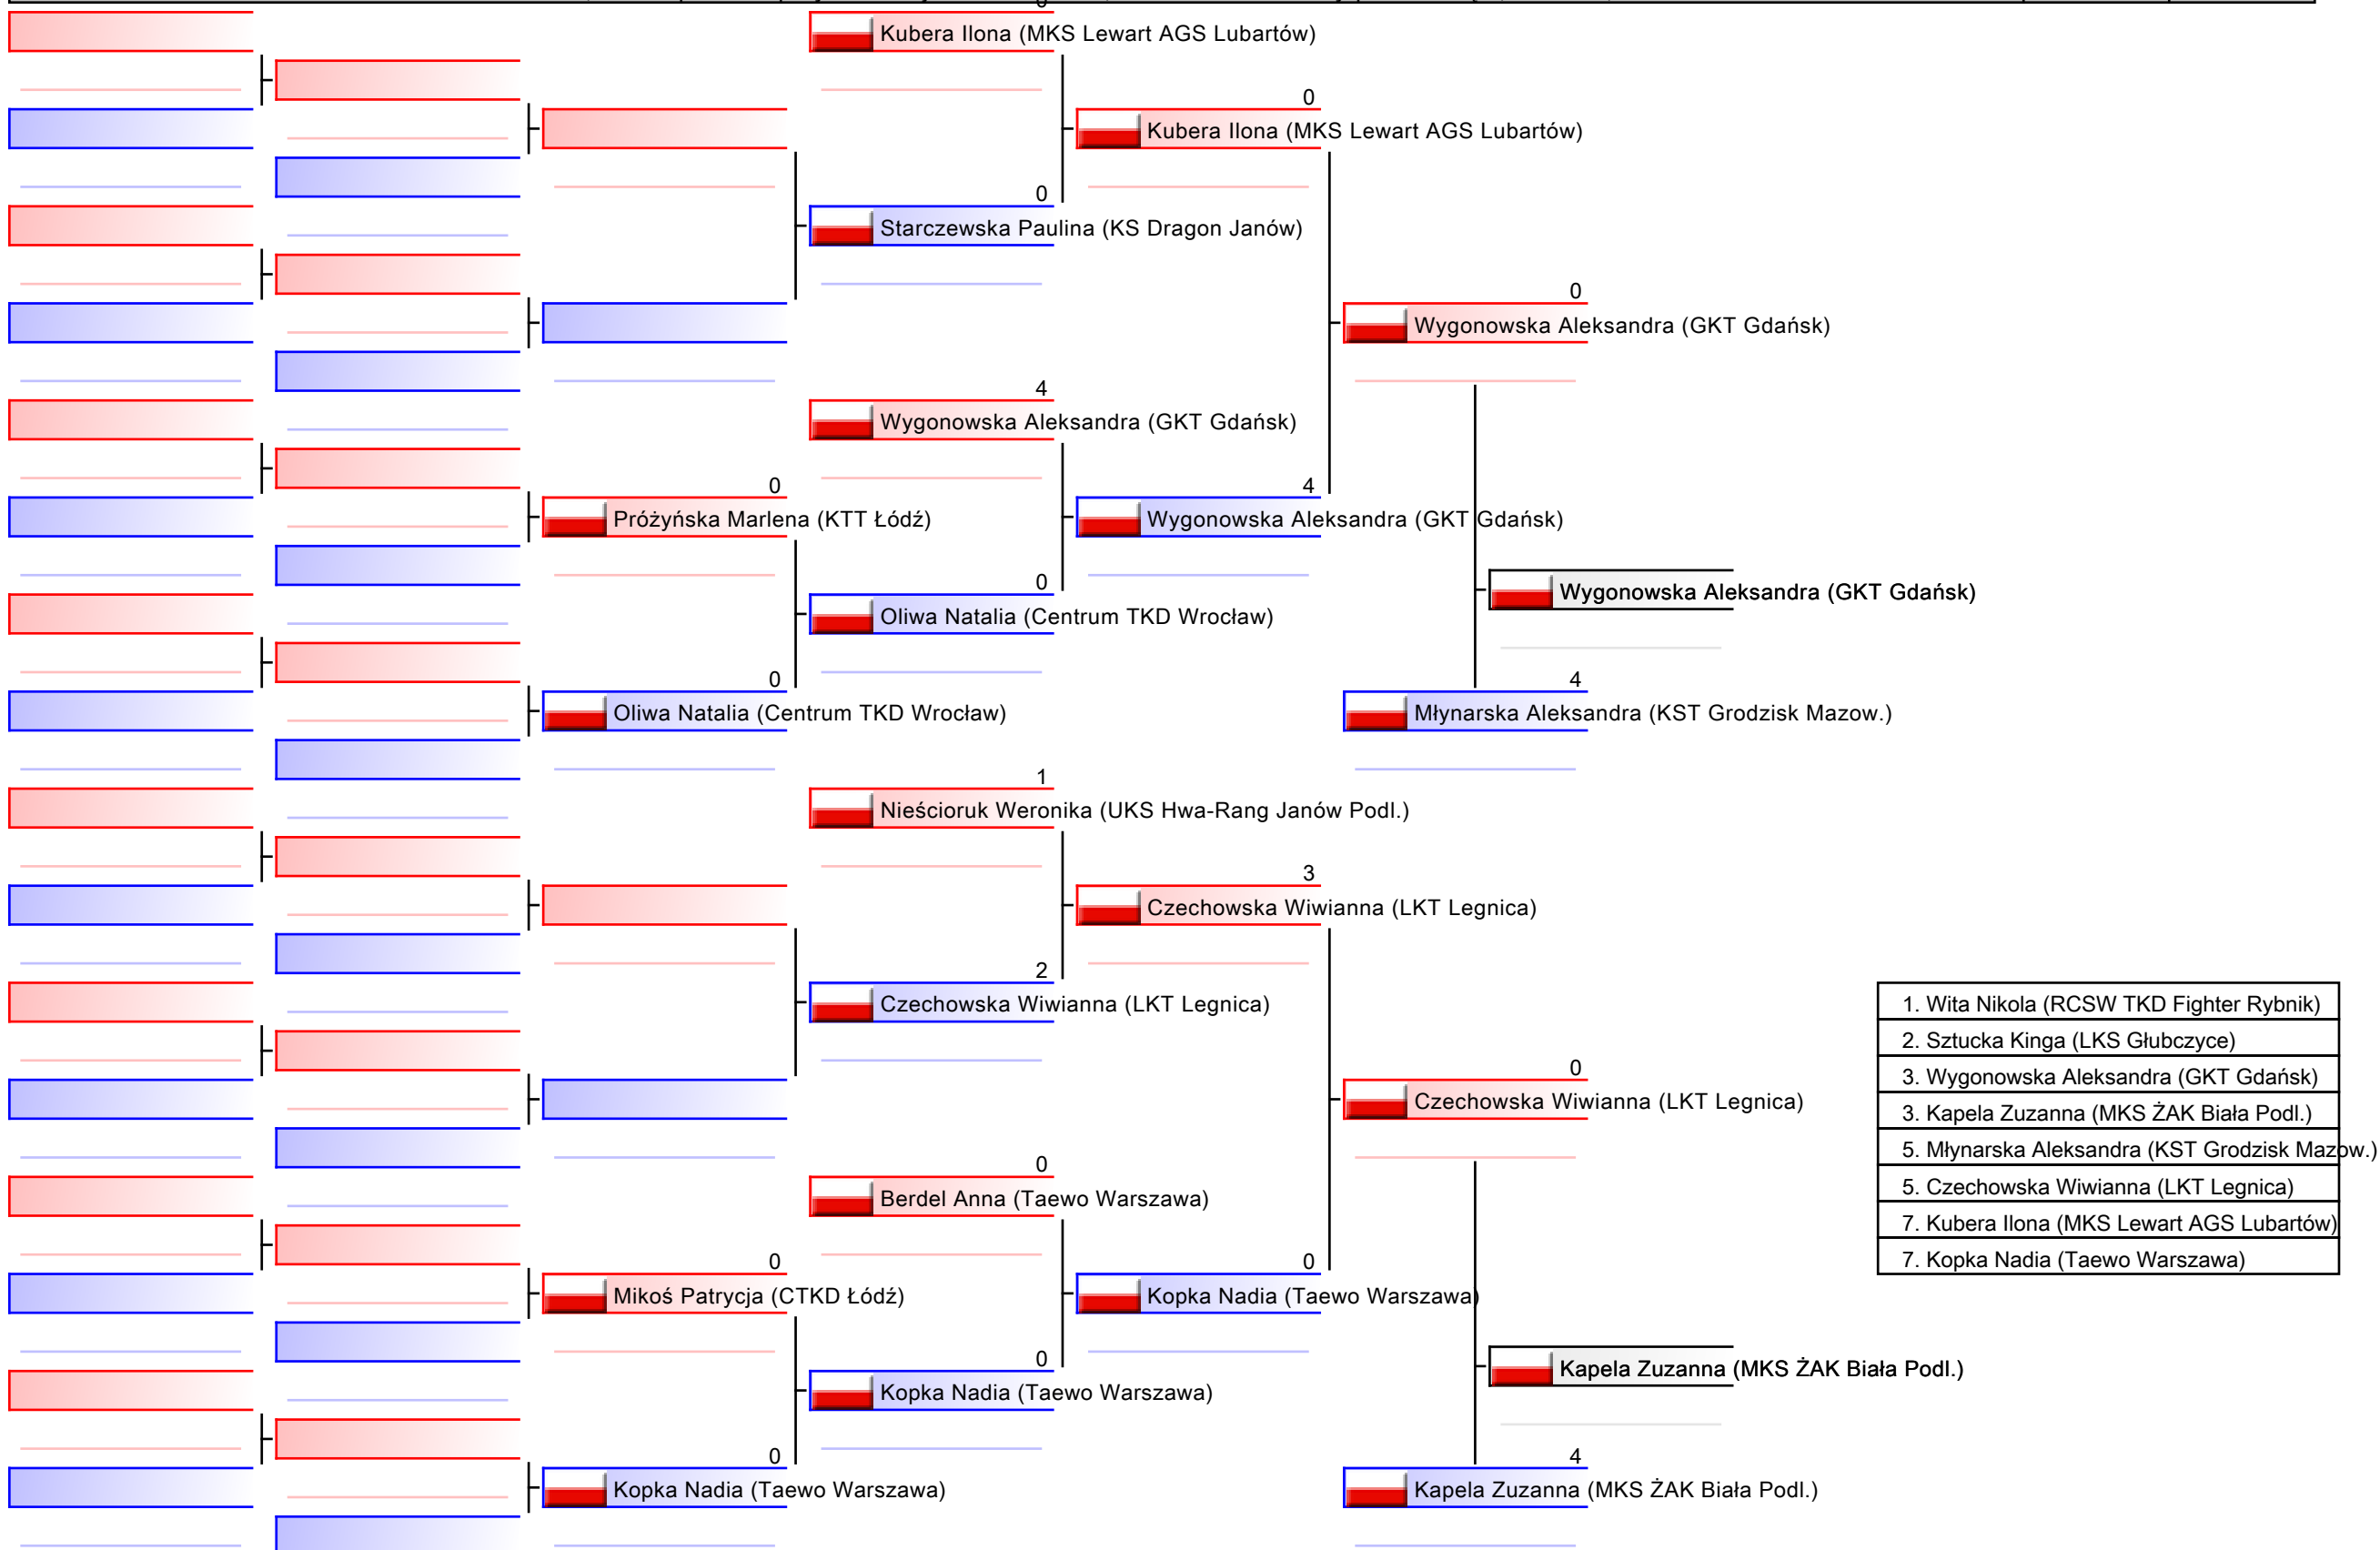 Kubera Ilona (MKS Lewart AGS Lubartów)
0
Kubera Ilona (MKS Lewart AGS Lubartów)
0
Starczewska Paulina (KS Dragon Janów)
0
Wygonowska Aleksandra (GKT Gdańsk)
4
Wygonowska Aleksandra (GKT Gdańsk)
0
Próżyńska Marlena (KTT Łódź)
4
Wygonowska Aleksandra (GKT Gdańsk)
0
Oliwa Natalia (Centrum TKD Wrocław)
Wygonowska Aleksandra (GKT Gdańsk)
0
Oliwa Natalia (Centrum TKD Wrocław)
4
Młynarska Aleksandra (KST Grodzisk Mazow.)
1
Nieścioruk Weronika (UKS Hwa-Rang Janów Podl.)
3
Czechowska Wiwianna (LKT Legnica)
2
Czechowska Wiwianna (LKT Legnica)
0
Czechowska Wiwianna (LKT Legnica)
0
Berdel Anna (Taewo Warszawa)
0
Mikoś Patrycja (CTKD Łódź)
0
Kopka Nadia (Taewo Warszawa)
0
Kopka Nadia (Taewo Warszawa)
Kapela Zuzanna (MKS ŻAK Biała Podl.)
0
Kopka Nadia (Taewo Warszawa)
4
Kapela Zuzanna (MKS ŻAK Biała Podl.)
1. Wita Nikola (RCSW TKD Fighter Rybnik)
2. Sztucka Kinga (LKS Głubczyce)
3. Wygonowska Aleksandra (GKT Gdańsk)
3. Kapela Zuzanna (MKS ŻAK Biała Podl.)
5. Młynarska Aleksandra (KST Grodzisk Mazow.)
5. Czechowska Wiwianna (LKT Legnica)
7. Kubera Ilona (MKS Lewart AGS Lubartów)
7. Kopka Nadia (Taewo Warszawa)